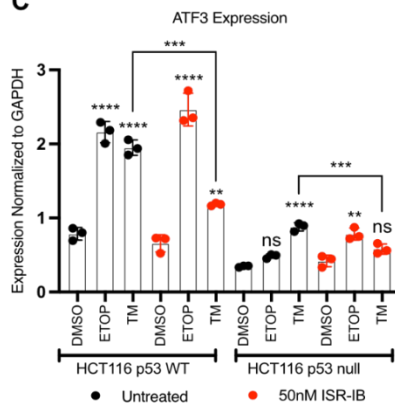 C
ATF3 Expression
***
****
****
****
**
***
ns
****
**
ns
Expression Normalized to GAPDH
3
2
1
0
DMSO
ETOP
TM
DMSO
ETOP
TM
DMSO
ETOP
TM
DMSO
ETOP
TM
HCT116 p53 WT
HCT116 p53 null
Untreated
50nM ISR-IB